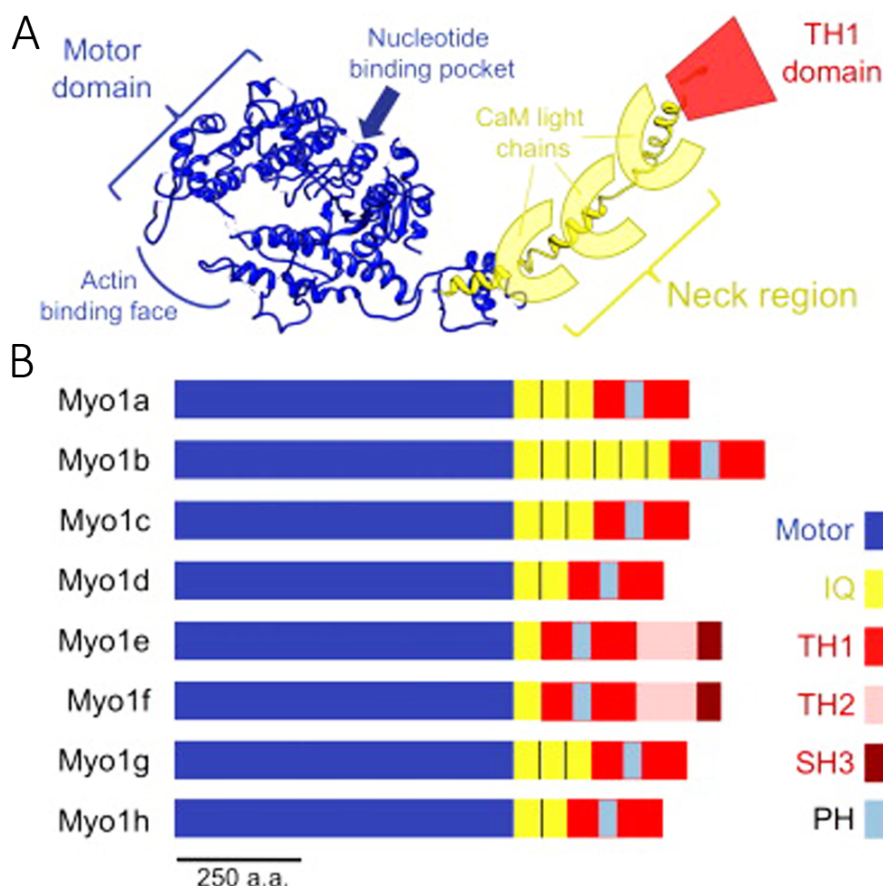 A
Motor
domain
Nucleotide
binding pocket
TH1
domain
CaM light
chains
Actin
binding face
Neck region
B
Myo1a
Myo1b
Myo1c
Myo1d
Myo1e
Myo1f
Myo1g
Myo1h
Motor
IQ
TH1
TH2
SH3
PH
250 a.a.